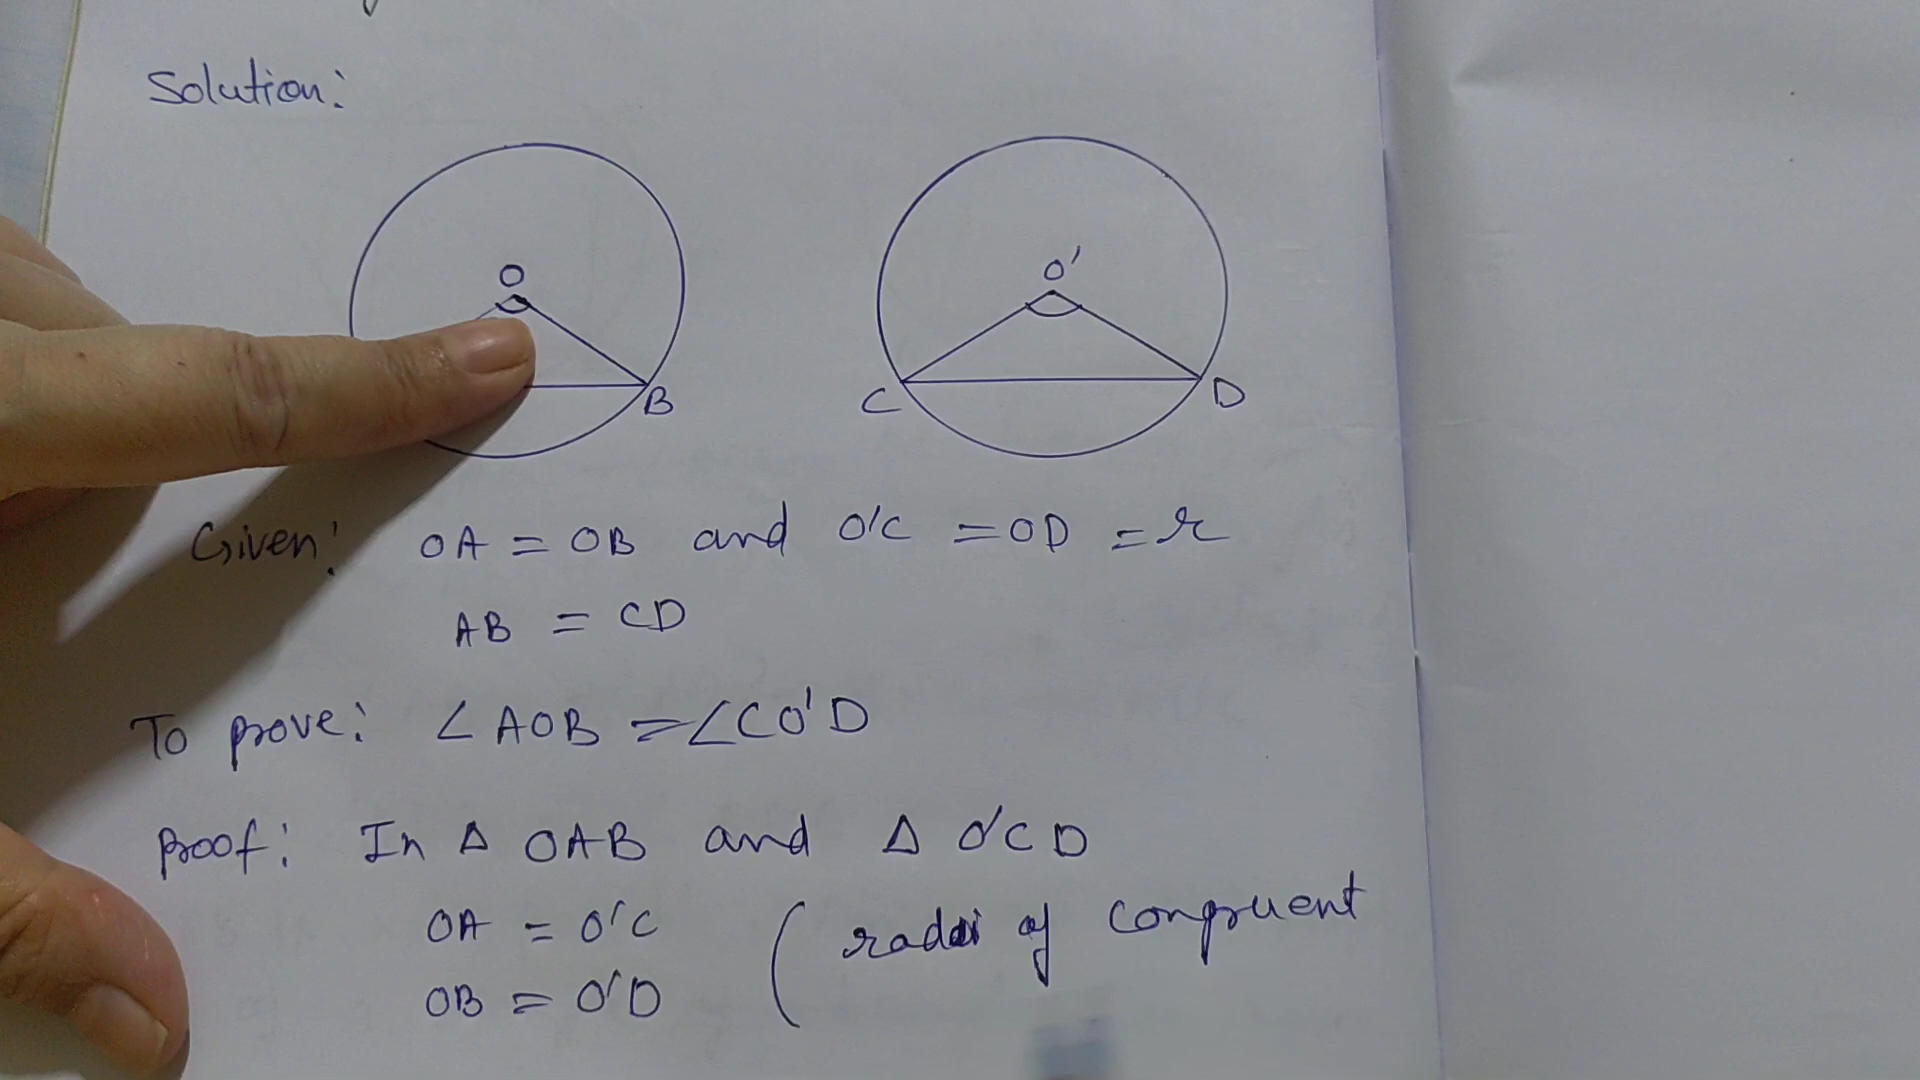 Solution:
O
O'
B
C
D
Given: OA = OB and O'C = OD = r
AB = CD
To prove: ∠AOB = ∠CO'D
Proof: In Δ OAB and Δ O'CD
OA = O'C
(radii of congruent
OB = O'D